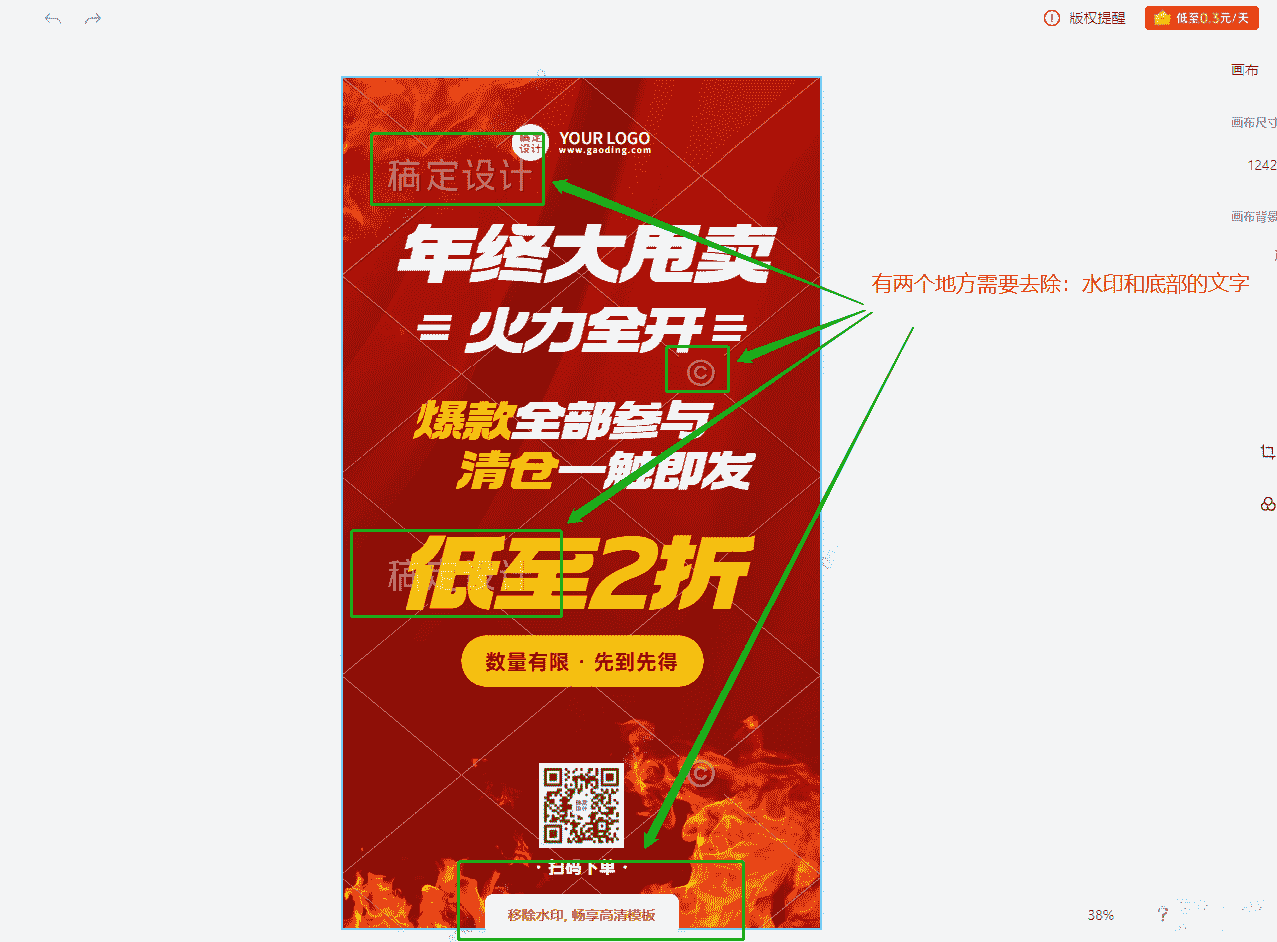 版权提醒
低至0.3元/天
画布
画布尺寸
1242
画布背景
稿定
设计
YOUR LOGO
www.gaoding.com
稿定设计
年终大甩卖
有两个地方需要去除：水印和底部的文字
火力全开
©
爆款全部参与
清仓一触即发
低至2折
稿定设计
数量有限 · 先到先得
©
· 扫码下单 ·
移除水印, 畅享高清模板
38%
?